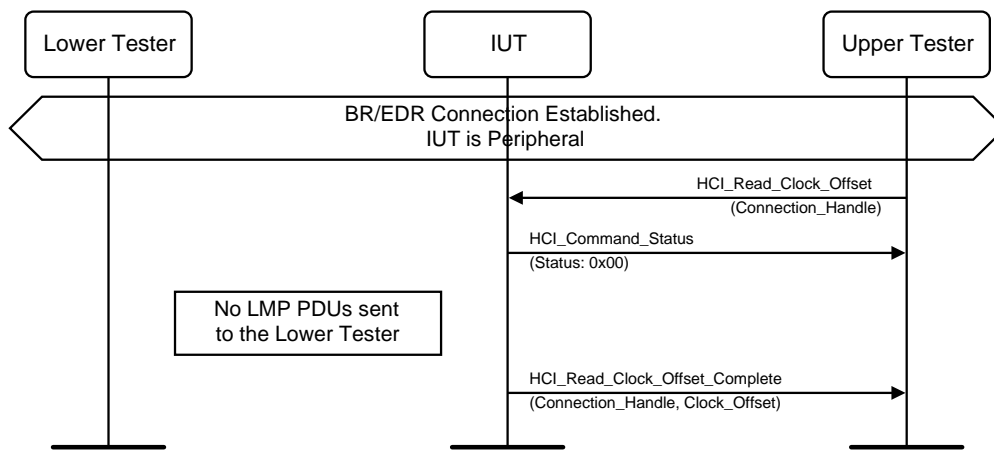 Lower Tester
IUT
Upper Tester
BR/EDR Connection Established.
IUT is Peripheral
HCI_Read_Clock_Offset
(Connection_Handle)
HCI_Command_Status
(Status: 0x00)
No LMP PDUs sent
to the Lower Tester
HCI_Read_Clock_Offset_Complete
(Connection_Handle, Clock_Offset)